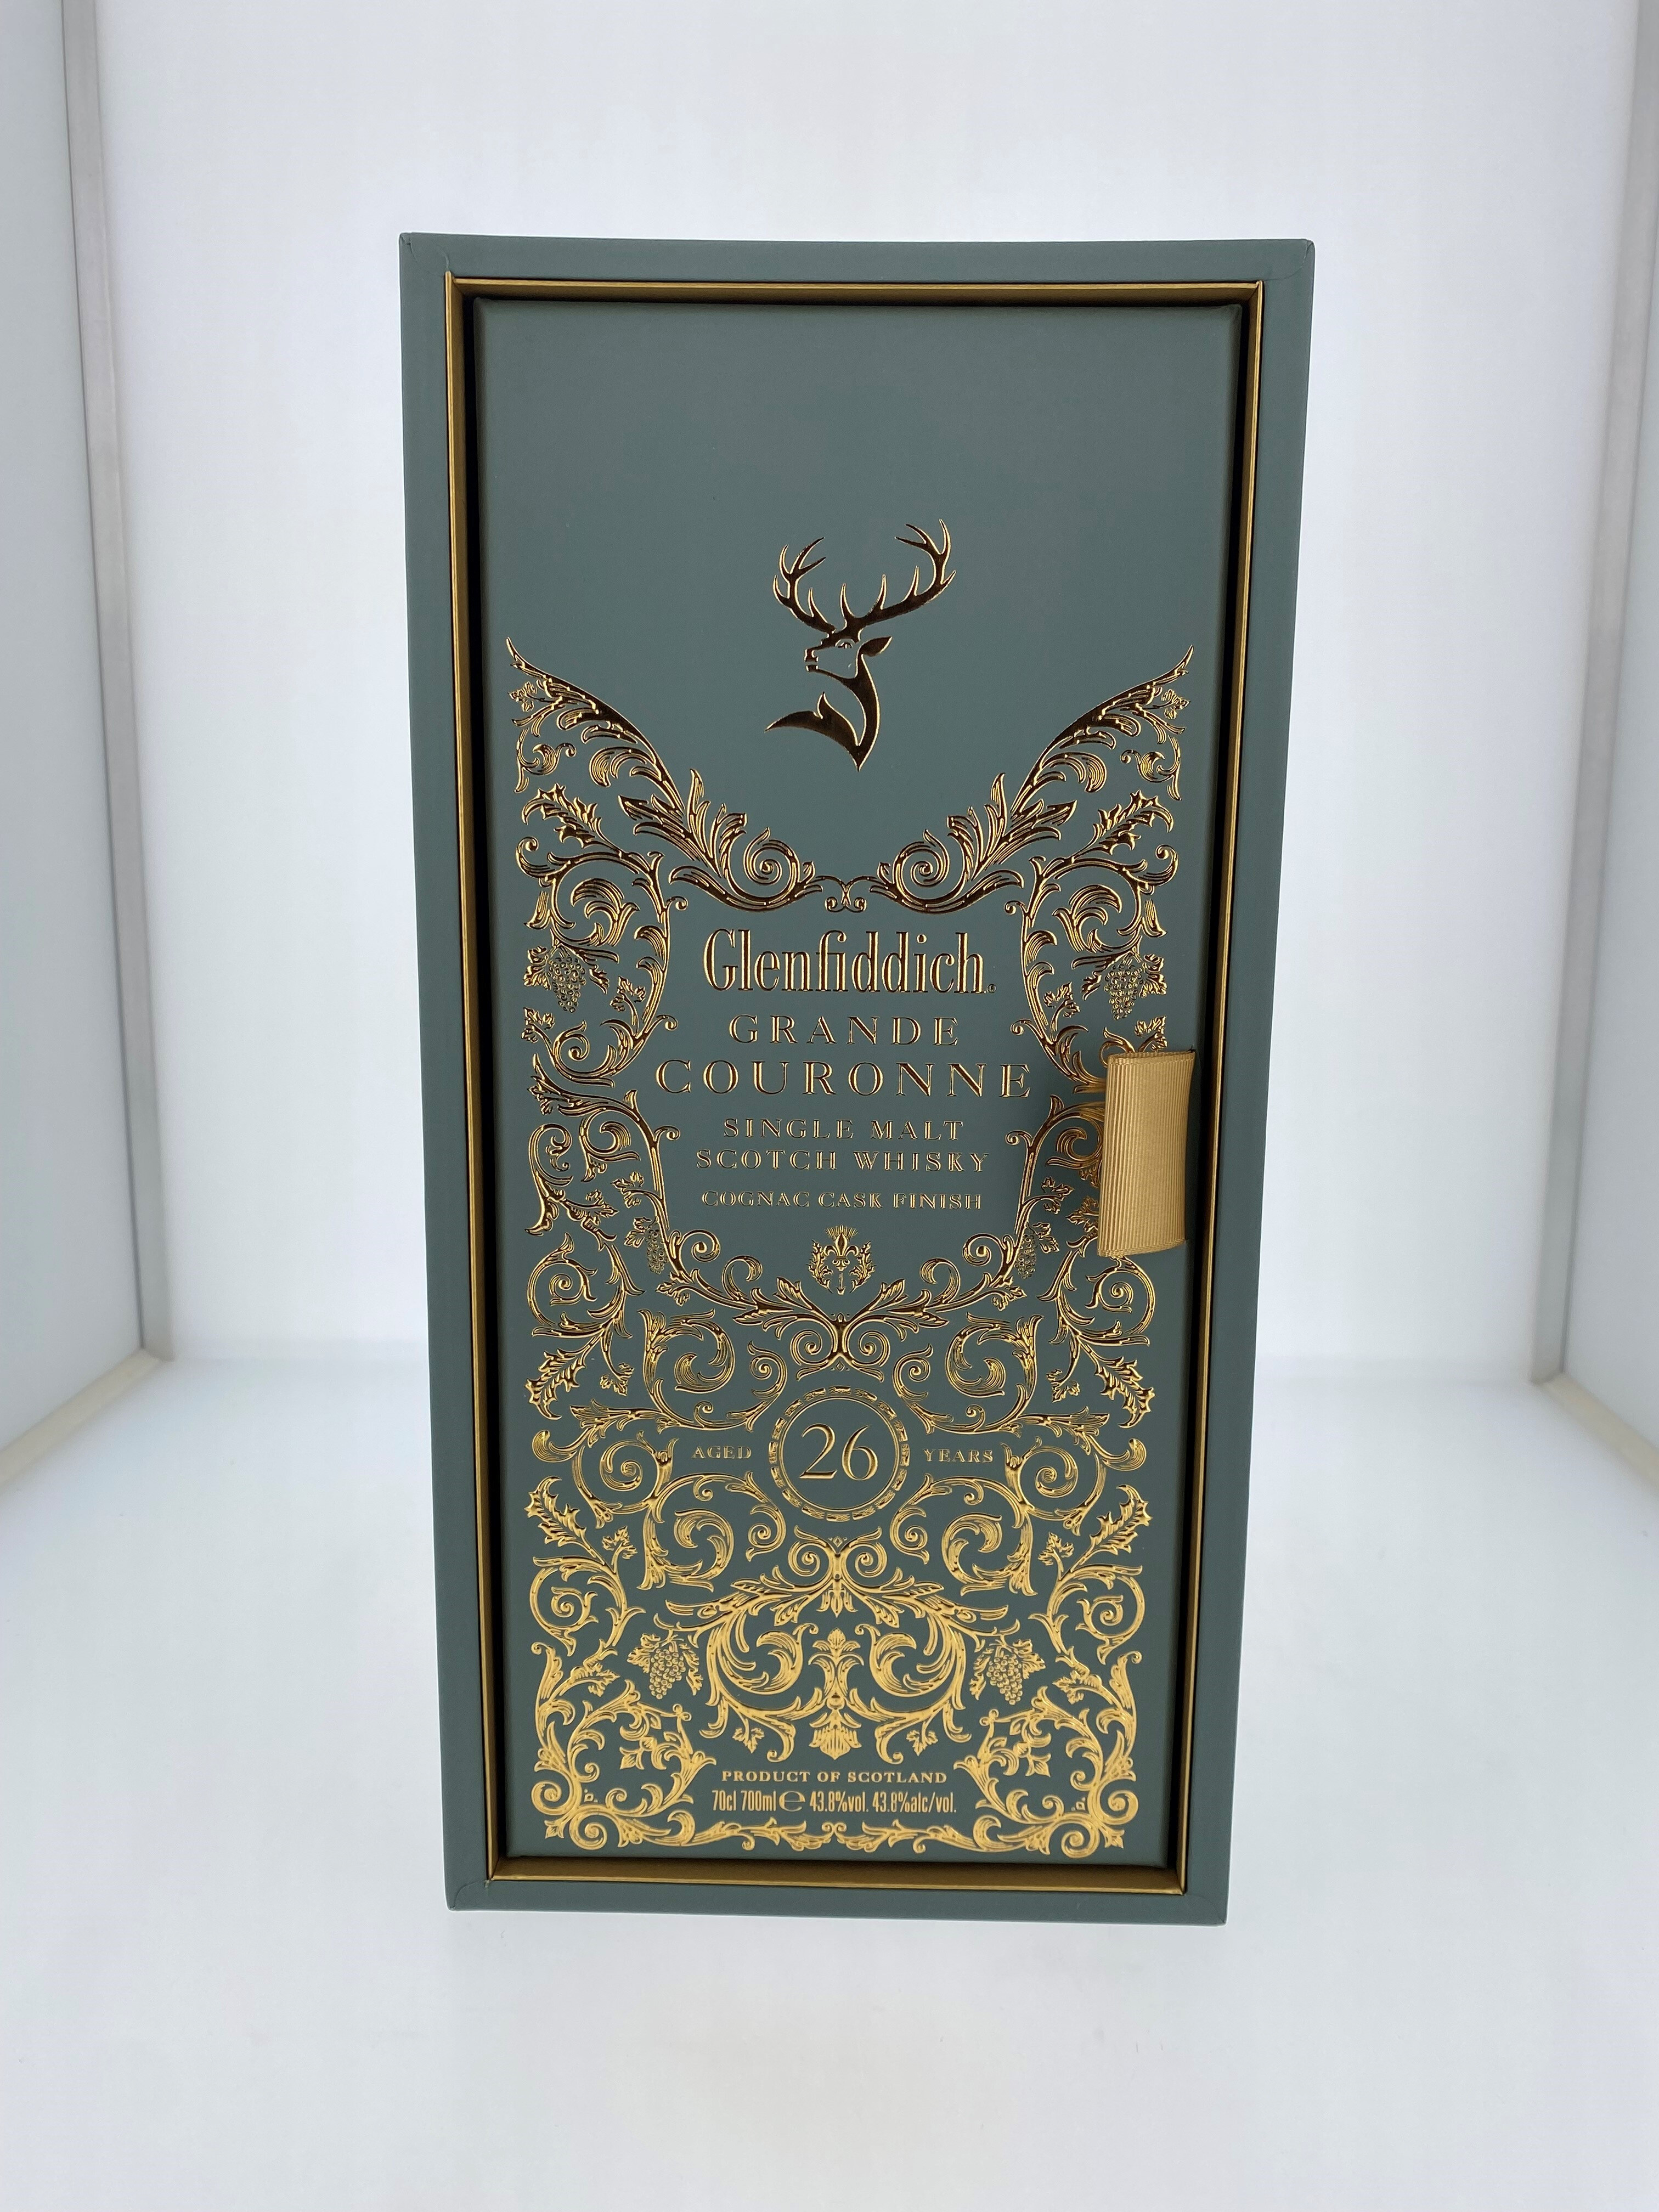 Glenfiddich
GRANDE
COURONNE
SINGLE MALT
SCOTCH WHISKY
COGNAC CASK FINISH
AGED 26 YEARS
PRODUCT OF SCOTLAND
70cl 700ml ℮ 43.8%vol. 43.8%alc/vol.